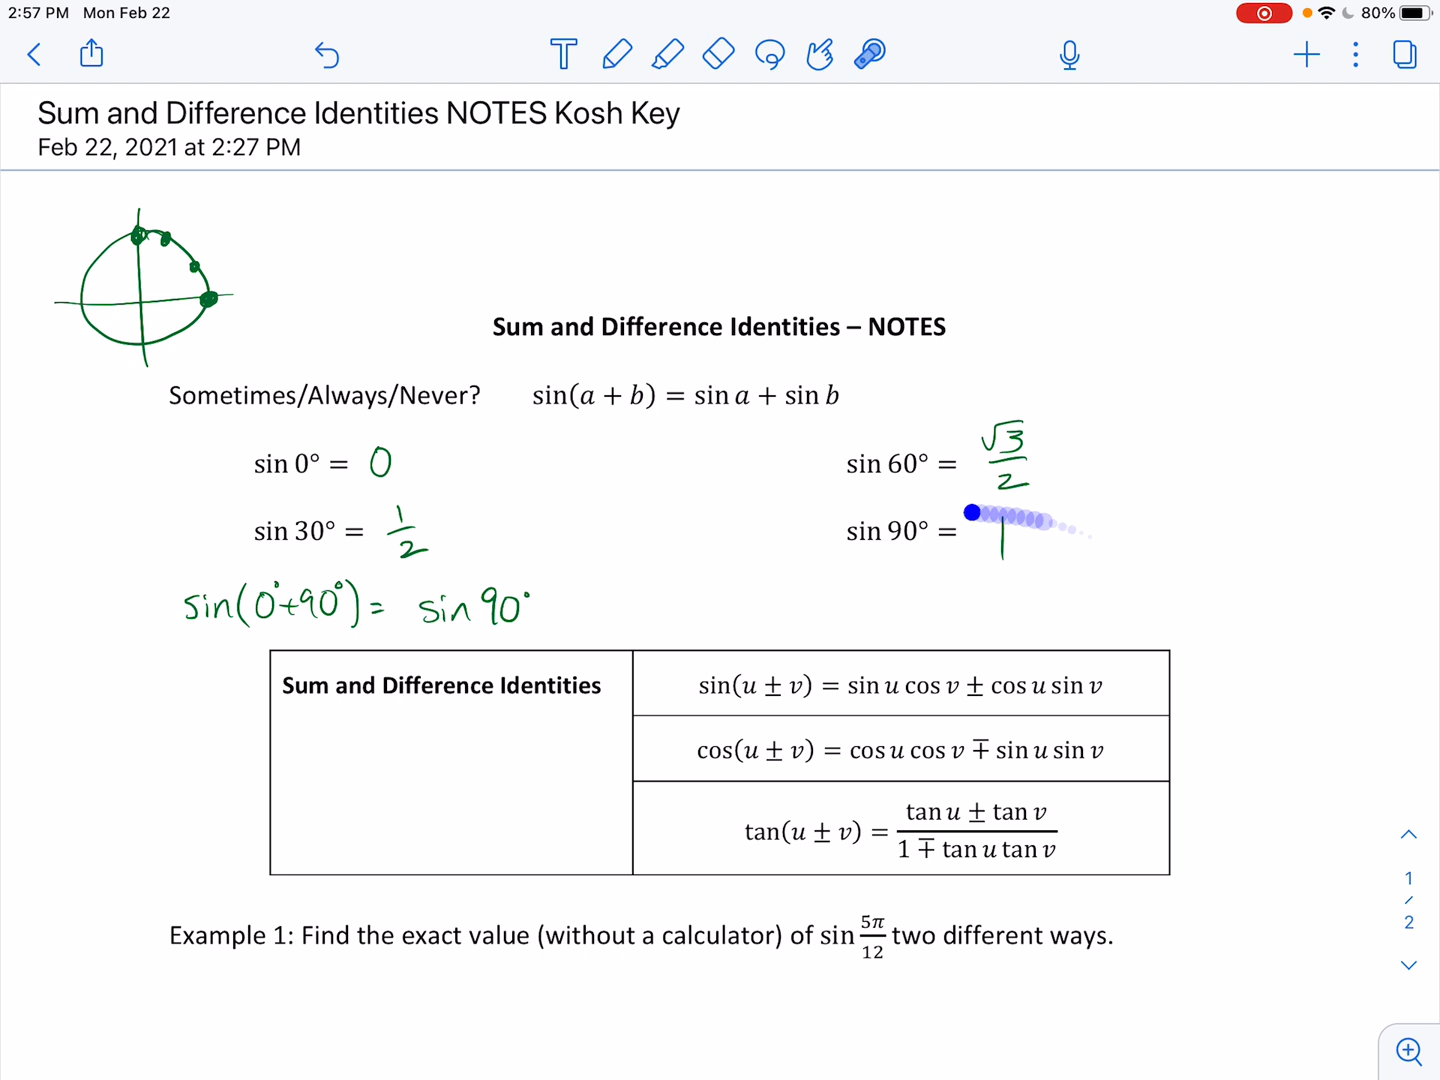 2:57 PM Mon Feb 22
80%
T
Sum and Difference Identities NOTES Kosh Key
Feb 22, 2021 at 2:27 PM
Sum and Difference Identities – NOTES
Sometimes/Always/Never? sin(a + b) = sin a + sin b
sin 0° = 0
sin 60° = √3/2
sin 30° = 1/2
sin 90° = 1
sin(0°+90°) = sin 90°
Sum and Difference Identities
sin(u ± v) = sin u cos v ± cos u sin v
cos(u ± v) = cos u cos v ∓ sin u sin v
tan(u ± v) = (tan u ± tan v)/(1 ∓ tan u tan v)
Example 1: Find the exact value (without a calculator) of sin 5π/12 two different ways.
1
/
2